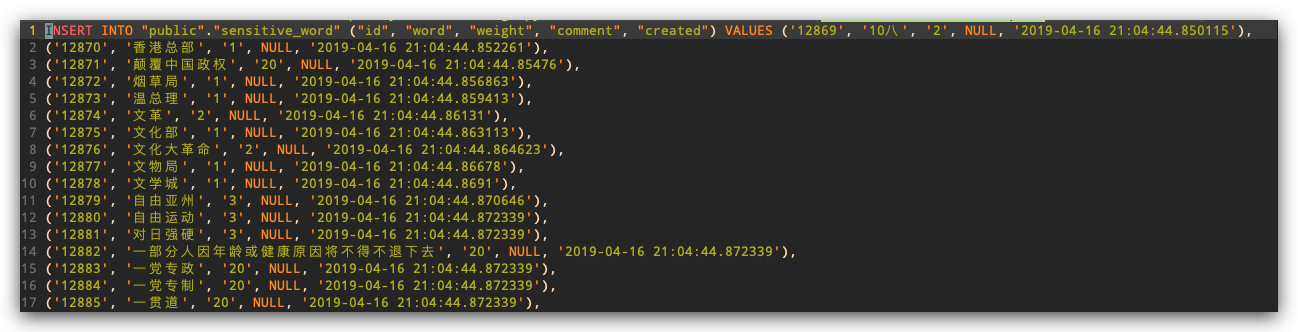 1 INSERT INTO "public"."sensitive_word" ("id", "word", "weight", "comment", "created") VALUES ('12869', '10八', '2', NULL, '2019-04-16 21:04:44.850115'),
2 ('12870', '香港总部', '1', NULL, '2019-04-16 21:04:44.852261'),
3 ('12871', '颠覆中国政权', '20', NULL, '2019-04-16 21:04:44.85476'),
4 ('12872', '烟草局', '1', NULL, '2019-04-16 21:04:44.856863'),
5 ('12873', '温总理', '1', NULL, '2019-04-16 21:04:44.859413'),
6 ('12874', '文革', '2', NULL, '2019-04-16 21:04:44.86131'),
7 ('12875', '文化部', '1', NULL, '2019-04-16 21:04:44.863113'),
8 ('12876', '文化大革命', '2', NULL, '2019-04-16 21:04:44.864623'),
9 ('12877', '文物局', '1', NULL, '2019-04-16 21:04:44.86678'),
10 ('12878', '文学城', '1', NULL, '2019-04-16 21:04:44.8691'),
11 ('12879', '自由亚州', '3', NULL, '2019-04-16 21:04:44.870646'),
12 ('12880', '自由运动', '3', NULL, '2019-04-16 21:04:44.872339'),
13 ('12881', '对日强硬', '3', NULL, '2019-04-16 21:04:44.872339'),
14 ('12882', '一部分人因年龄或健康原因将不得不退下去', '20', NULL, '2019-04-16 21:04:44.872339'),
15 ('12883', '一党专政', '20', NULL, '2019-04-16 21:04:44.872339'),
16 ('12884', '一党专制', '20', NULL, '2019-04-16 21:04:44.872339'),
17 ('12885', '一贯道', '20', NULL, '2019-04-16 21:04:44.872339'),